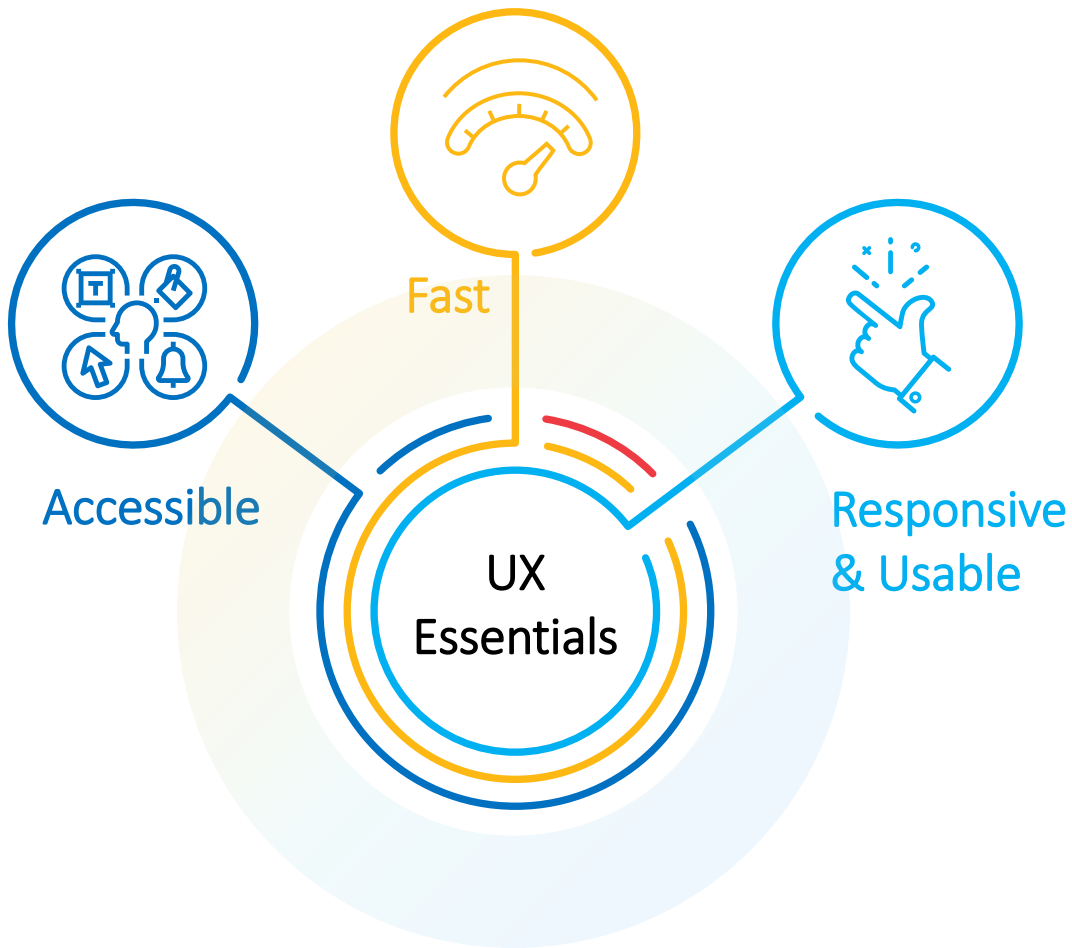 Fast
T
Accessible
Responsive
& Usable
UX
Essentials